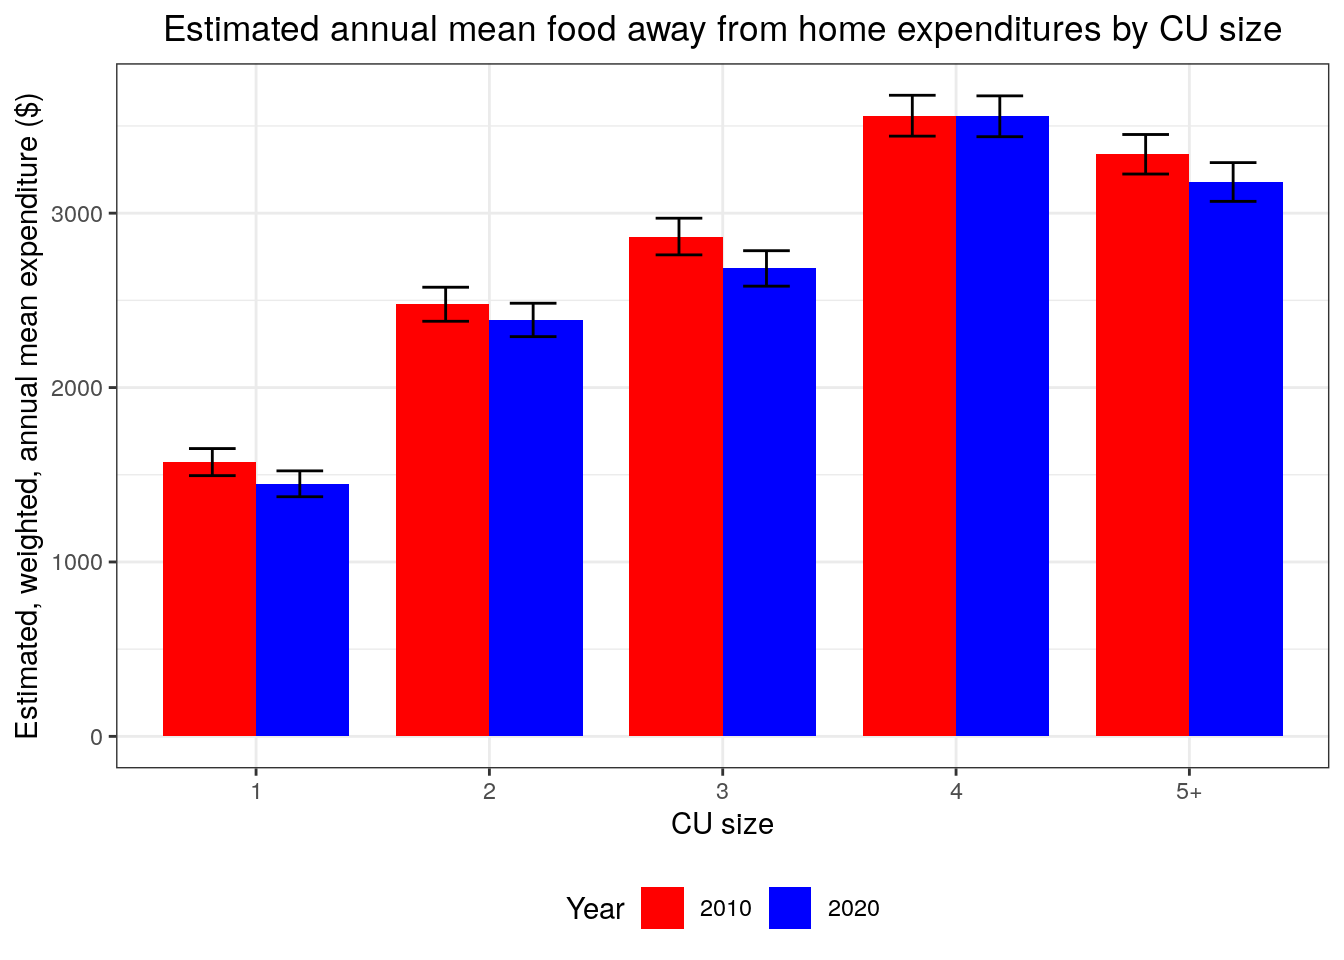 Estimated annual mean food away from home expenditures by CU size
Estimated, weighted, annual mean expenditure ($)
3000
2000
1000
0
1 2 3 4 5+
CU size
Year 2010 2020